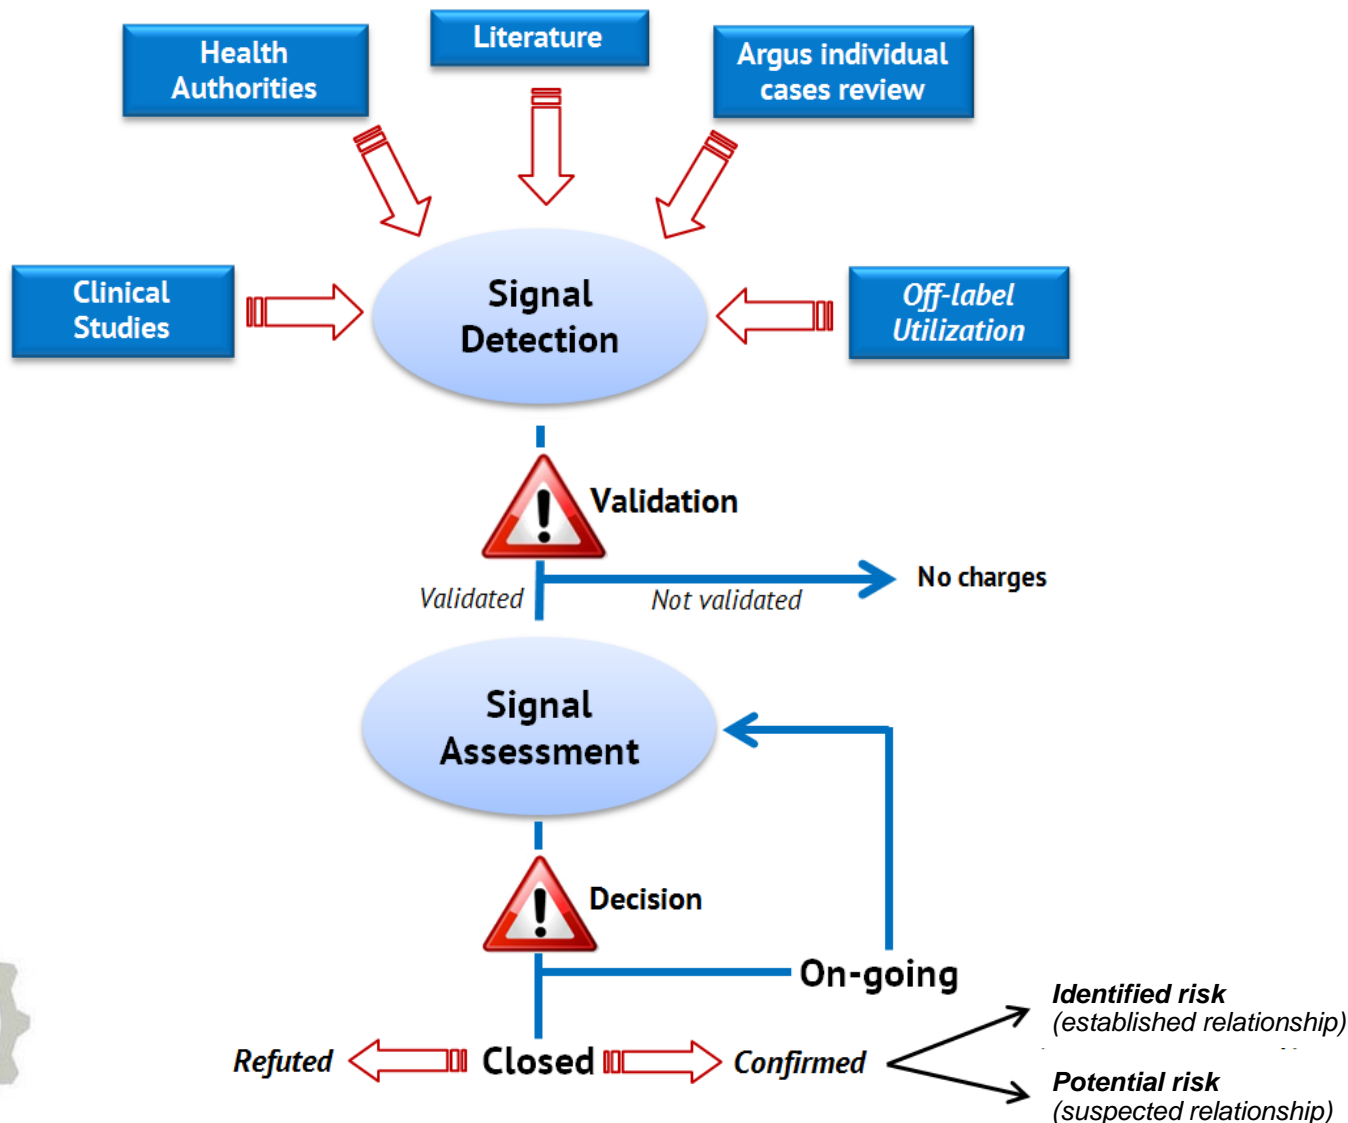 Literature
Health
Authorities
Argus individual
cases review
Clinical
Studies
Signal
Detection
Off-label
Utilization
Validation
No charges
Validated
Not validated
Signal
Assessment
Decision
On-going
Identified risk
(established relationship)
Refuted
Closed
Confirmed
Potential risk
(suspected relationship)